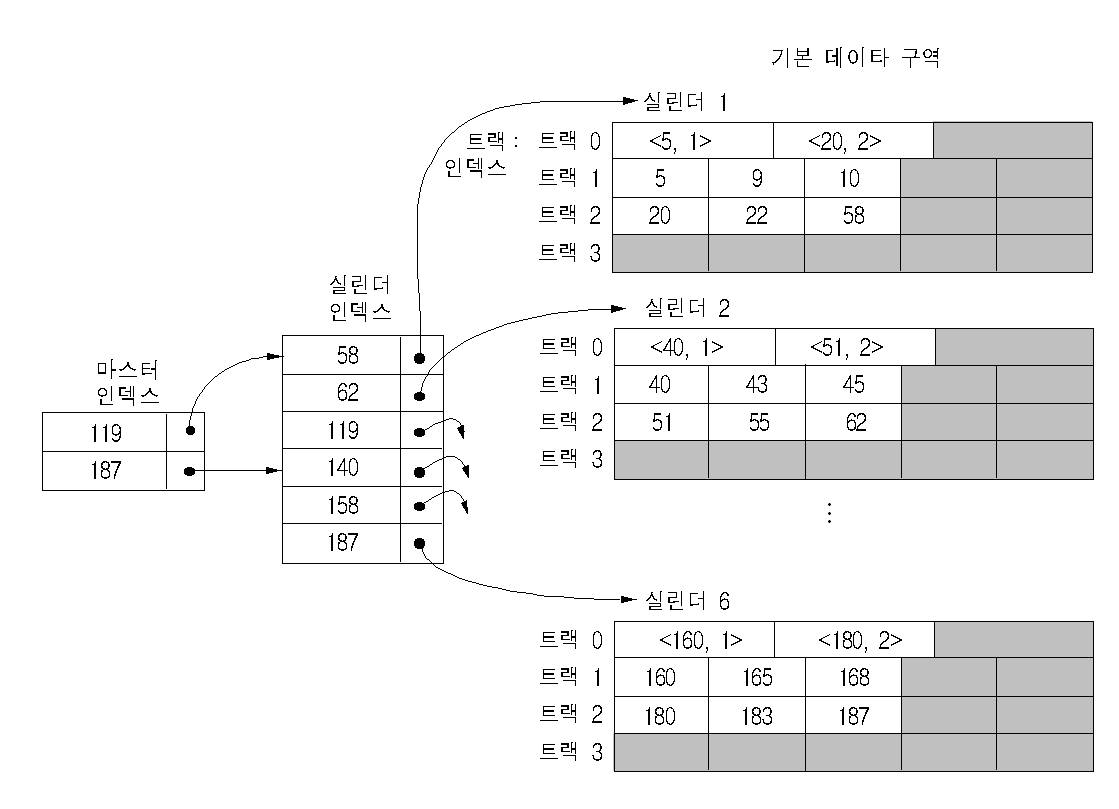 기본 데이타 구역
실린더 1
트랙 : 트랙 0 <5, 1> <20, 2>
인덱스
트랙 1 5 9 10
트랙 2 20 22 58
트랙 3
실린더
인덱스
58
62
119
140
158
187
마스터
인덱스
119
187
실린더 2
트랙 0 <40, 1> <51, 2>
트랙 1 40 43 45
트랙 2 51 55 62
트랙 3
⋮
실린더 6
트랙 0 <160, 1> <180, 2>
트랙 1 160 165 168
트랙 2 180 183 187
트랙 3